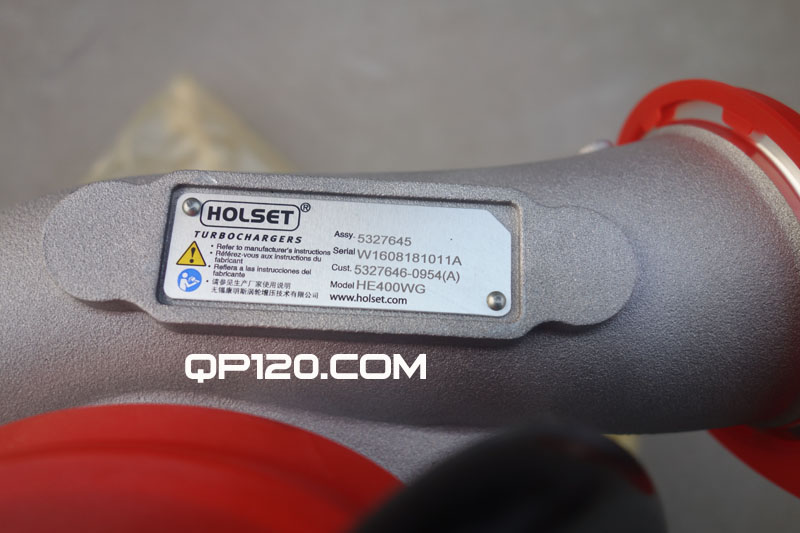 HOLSET®
TURBOCHARGERS
• Refer to manufacturer's instructions
• Référez-vous aux instructions du
fabricant
• Refiera a las instrucciones del
fabricante
• 请参见生产厂家使用说明
无锡康明斯涡轮增压技术有限公司
Assy. 5327645
Serial W1608181011A
Cust. 5327646-0954(A)
Model HE400WG
www.holset.com
QP120.COM